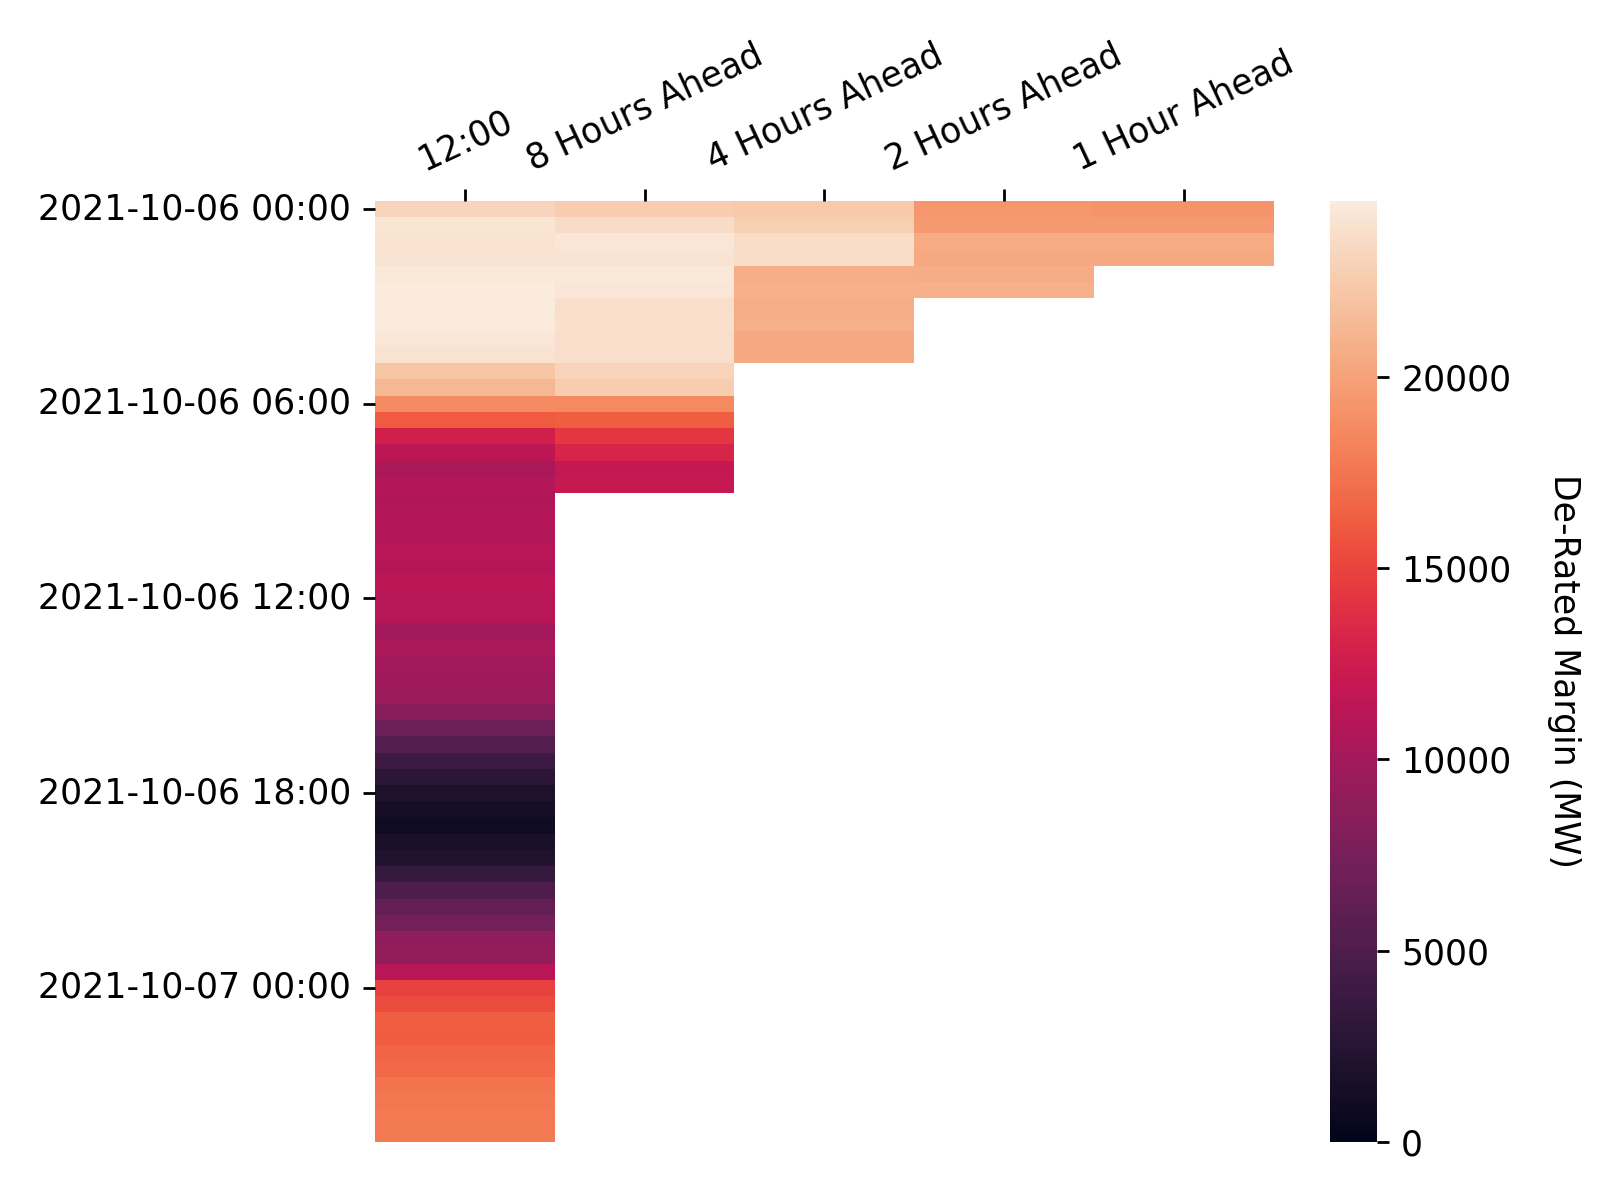 12:00
8 Hours Ahead
4 Hours Ahead
2 Hours Ahead
1 Hour Ahead
2021-10-06 00:00
2021-10-06 06:00
2021-10-06 12:00
2021-10-06 18:00
2021-10-07 00:00
20000
15000
10000
5000
0
De-Rated Margin (MW)